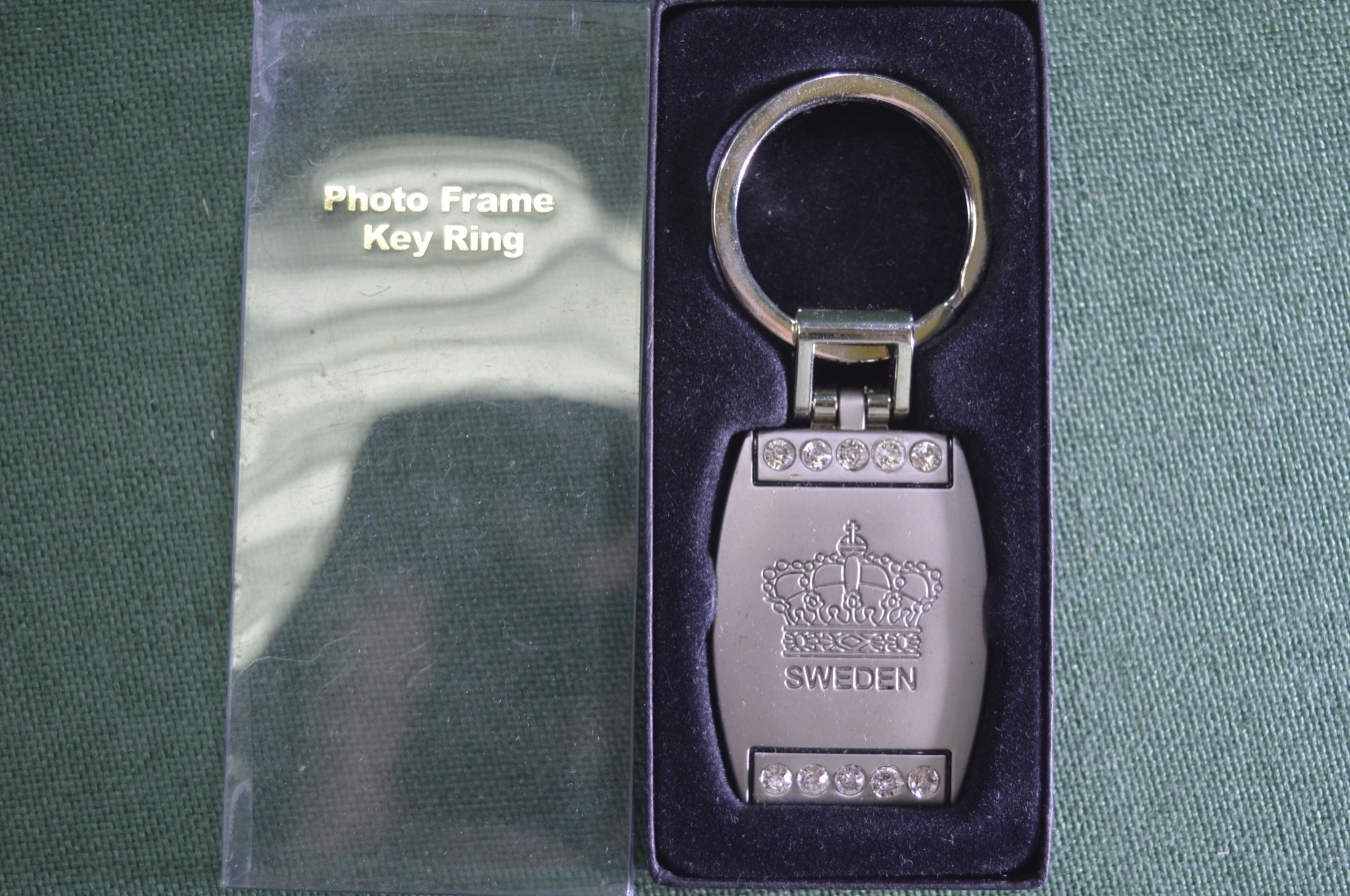 Photo Frame
Key Ring
SWEDEN